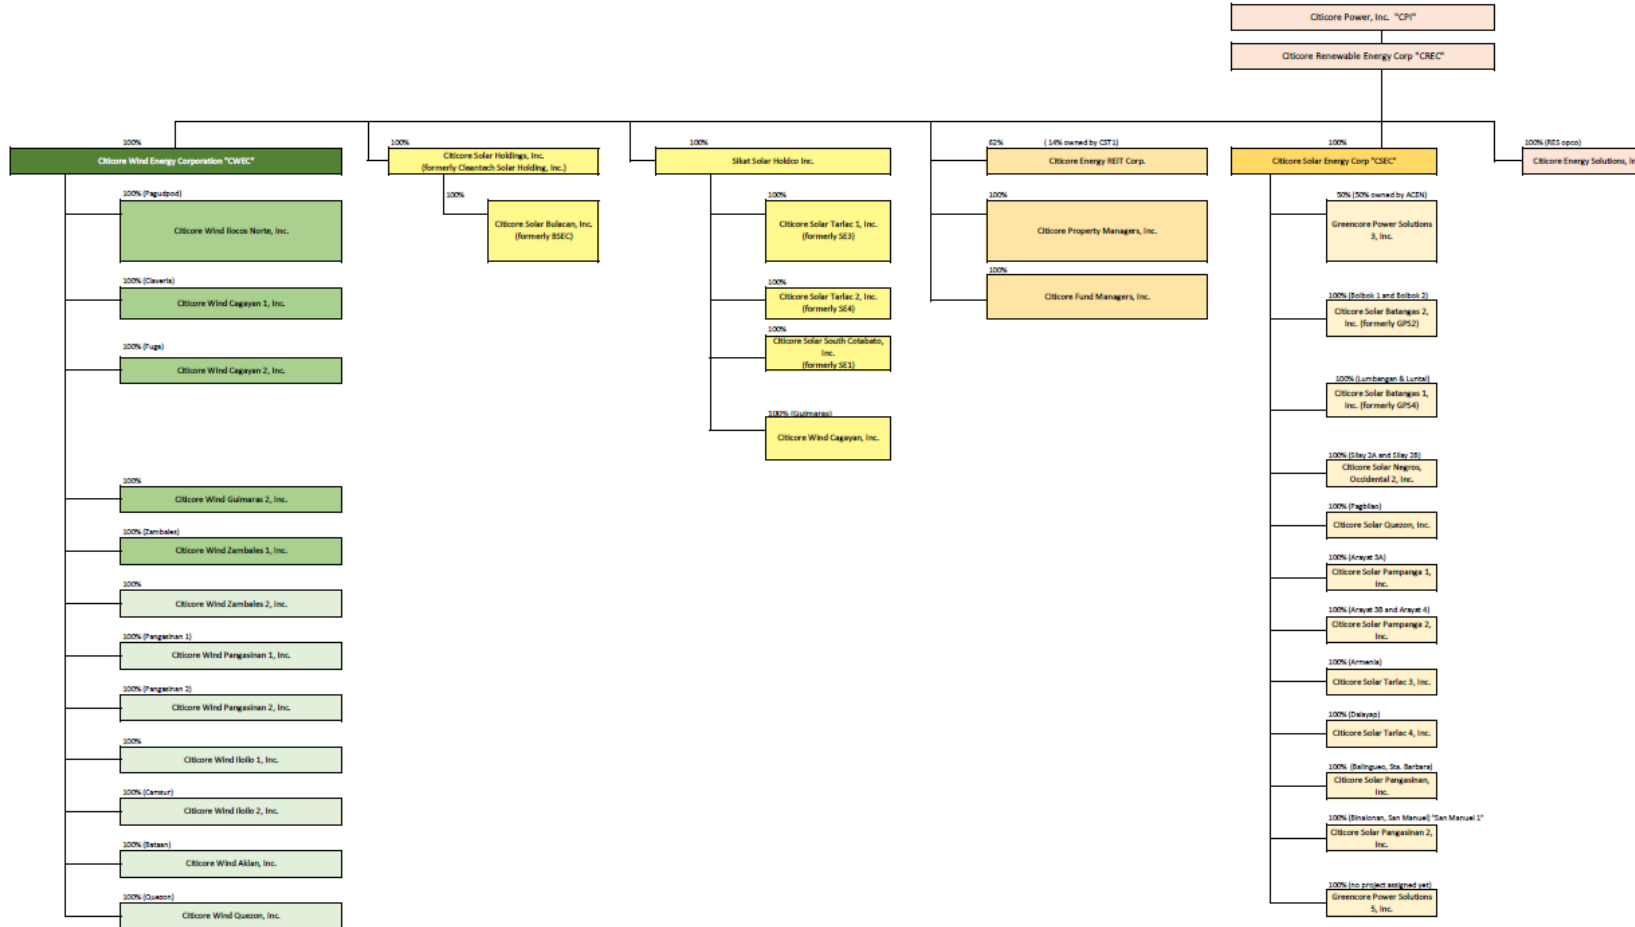 Citicore Power, Inc. "CPI"
Citicore Renewable Energy Corp "CREC"
100%
Citicore Wind Energy Corporation "CWEC"
100% (Pagudpod)
Citicore Wind Ilocos Norte, Inc.
100% (Claveria)
Citicore Wind Cagayan 1, Inc.
100% (Fuga)
Citicore Wind Cagayan 2, Inc.
100%
Citicore Wind Guimaras 2, Inc.
100% (Zambales)
Citicore Wind Zambales 1, Inc.
100%
Citicore Wind Zambales 2, Inc.
100% (Pangasinan 1)
Citicore Wind Pangasinan 1, Inc.
100% (Pangasinan 2)
Citicore Wind Pangasinan 2, Inc.
100%
Citicore Wind Iloilo 1, Inc.
100% (Camsur)
Citicore Wind Iloilo 2, Inc.
100% (Bataan)
Citicore Wind Aklan, Inc.
100% (Quezon)
Citicore Wind Quezon, Inc.
100%
Citicore Solar Holdings, Inc.
(formerly Cleantech Solar Holding, Inc.)
100%
Citicore Solar Bulacan, Inc.
(formerly BSEC)
100%
Sikat Solar Holdco Inc.
100%
Citicore Solar Tarlac 1, Inc.
(formerly SE3)
100%
Citicore Solar Tarlac 2, Inc.
(formerly SE4)
100%
Citicore Solar South Cotabato,
Inc.
(formerly SE1)
100% (Guimaras)
Citicore Wind Cagayan, Inc.
62% ( 14% owned by CST1)
Citicore Energy REIT Corp.
100%
Citicore Property Managers, Inc.
100%
Citicore Fund Managers, Inc.
100%
Citicore Solar Energy Corp "CSEC"
50% (50% owned by ACEN)
Greencore Power Solutions
3, Inc.
100% (Bolbok 1 and Bolbok 2)
Citicore Solar Batangas 2,
Inc. (formerly GPS2)
100% (Lumbangan & Luntal)
Citicore Solar Batangas 1,
Inc. (formerly GPS4)
100% (Silay 2A and Silay 2B)
Citicore Solar Negros,
Occidental 2, Inc.
100% (Pagbilao)
Citicore Solar Quezon, Inc.
100% (Arayat 3A)
Citicore Solar Pampanga 1,
Inc.
100% (Arayat 3B and Arayat 4)
Citicore Solar Pampanga 2,
Inc.
100% (Armenia)
Citicore Solar Tarlac 3, Inc.
100% (Dalayap)
Citicore Solar Tarlac 4, Inc.
100% (Balingueo, Sta. Barbara)
Citicore Solar Pangasinan,
Inc.
100% (Binalonan, San Manuel) "San Manuel 1"
Citicore Solar Pangasinan 2,
Inc.
100% (no project assigned yet)
Greencore Power Solutions
5, Inc.
100% (RES opco)
Citicore Energy Solutions, In